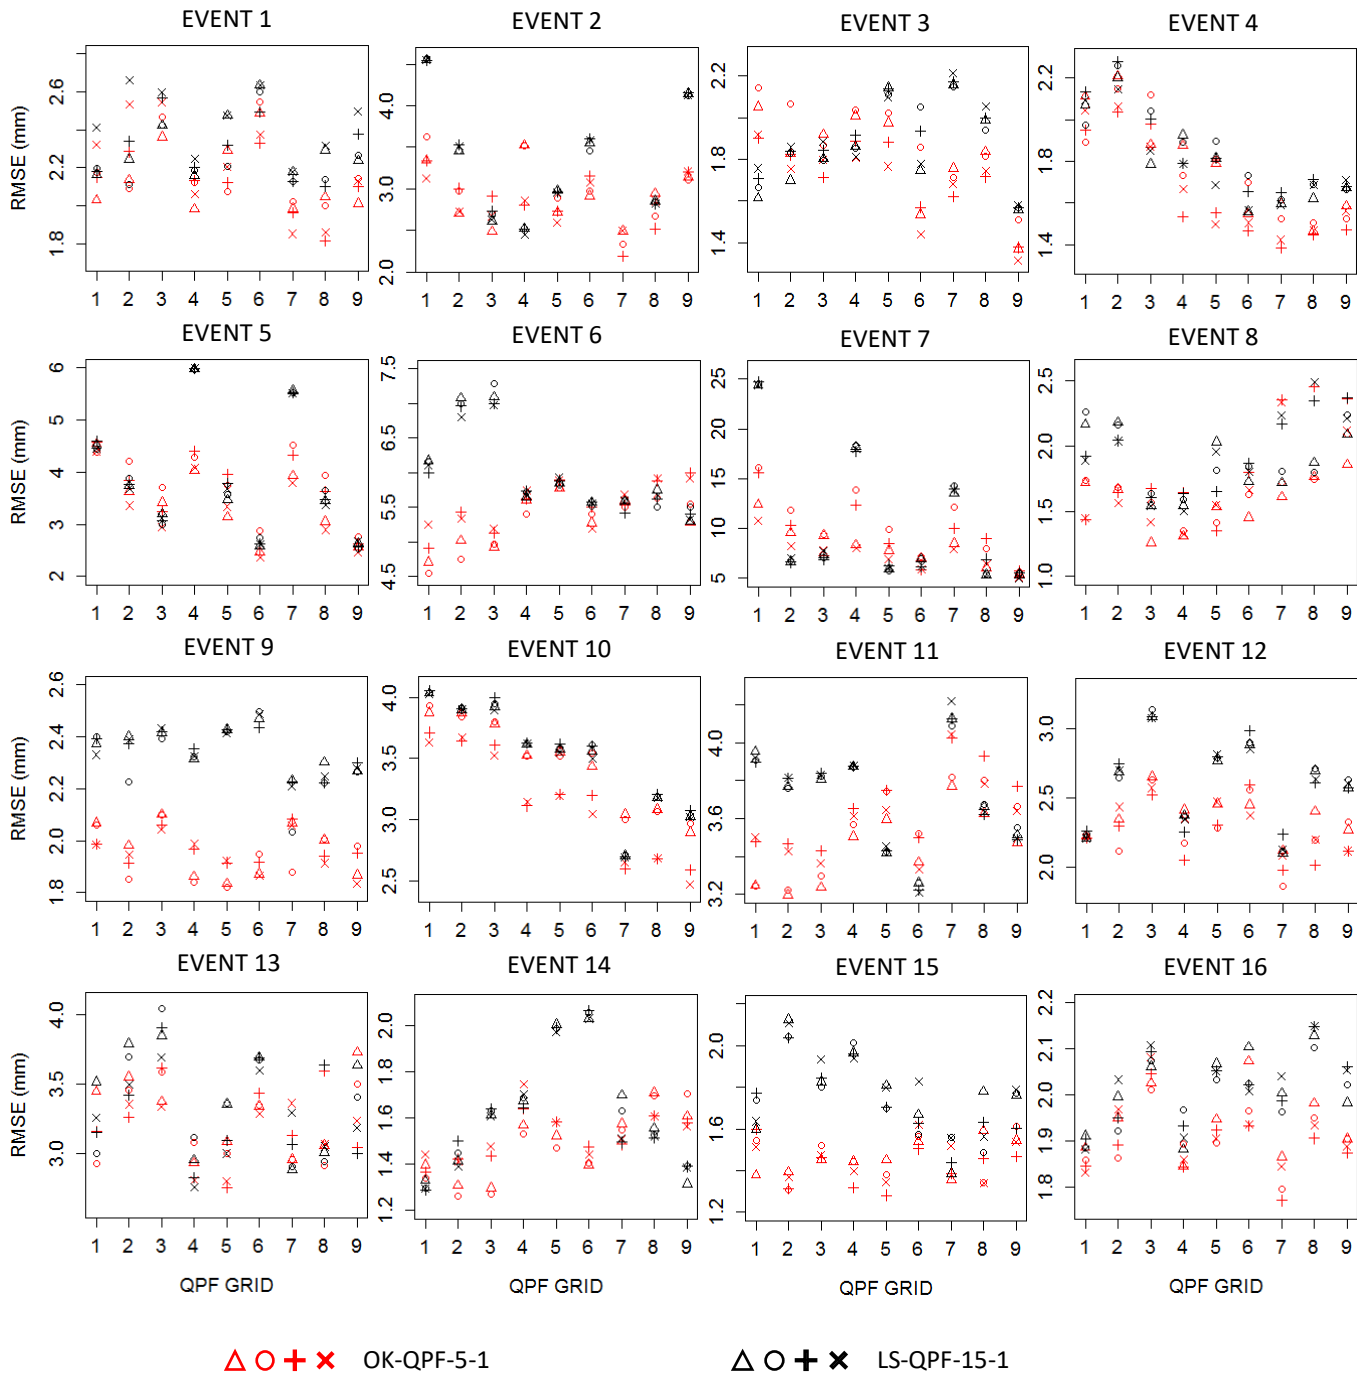 EVENT 1 EVENT 2 EVENT 3 EVENT 4
RMSE (mm)
1.8 2.2 2.6
2.0 3.0 4.0
1.4 1.8 2.2
1.4 1.8 2.2
1 2 3 4 5 6 7 8 9
1 2 3 4 5 6 7 8 9
1 2 3 4 5 6 7 8 9
1 2 3 4 5 6 7 8 9
EVENT 5 EVENT 6 EVENT 7 EVENT 8
RMSE (mm)
2 3 4 5 6
4.5 5.5 6.5 7.5
5 10 15 20 25
1.0 1.5 2.0 2.5
1 2 3 4 5 6 7 8 9
1 2 3 4 5 6 7 8 9
1 2 3 4 5 6 7 8 9
1 2 3 4 5 6 7 8 9
EVENT 9 EVENT 10 EVENT 11 EVENT 12
RMSE (mm)
1.8 2.0 2.2 2.4 2.6
2.5 3.0 3.5 4.0
3.2 3.6 4.0
2.0 2.5 3.0
1 2 3 4 5 6 7 8 9
1 2 3 4 5 6 7 8 9
1 2 3 4 5 6 7 8 9
1 2 3 4 5 6 7 8 9
EVENT 13 EVENT 14 EVENT 15 EVENT 16
RMSE (mm)
3.0 3.5 4.0
1.2 1.4 1.6 1.8 2.0
1.2 1.6 2.0
1.8 1.9 2.0 2.1 2.2
1 2 3 4 5 6 7 8 9
1 2 3 4 5 6 7 8 9
1 2 3 4 5 6 7 8 9
1 2 3 4 5 6 7 8 9
QPF GRID QPF GRID QPF GRID QPF GRID
OK-QPF-5-1 LS-QPF-15-1